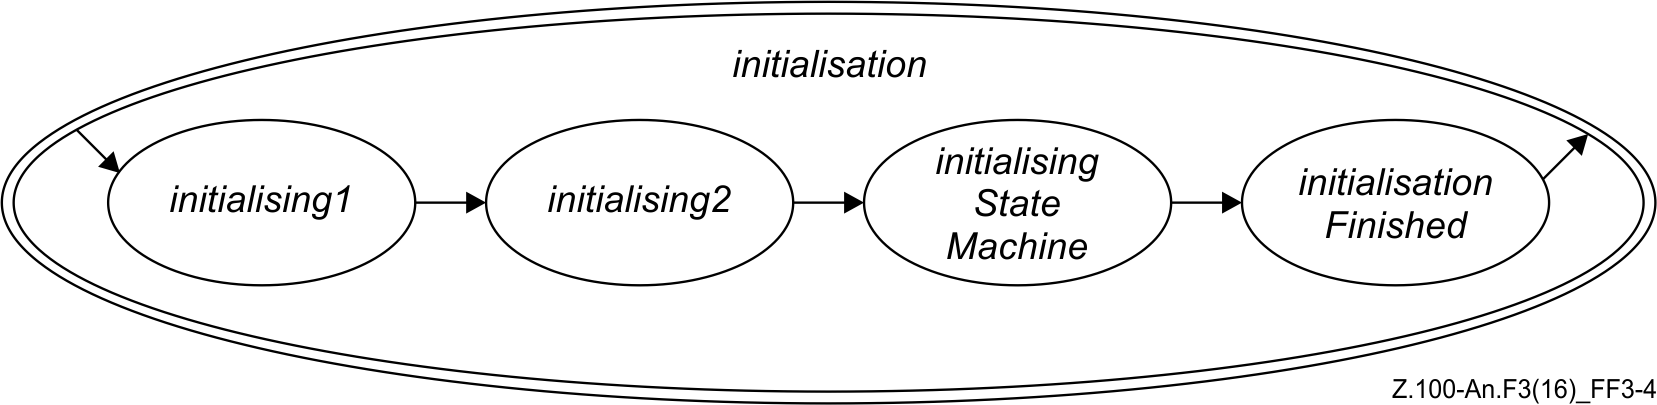 initialisation
initialising1
initialising2
initialising
State
Machine
initialisation
Finished
Z.100-An.F3(16)_FF3-4